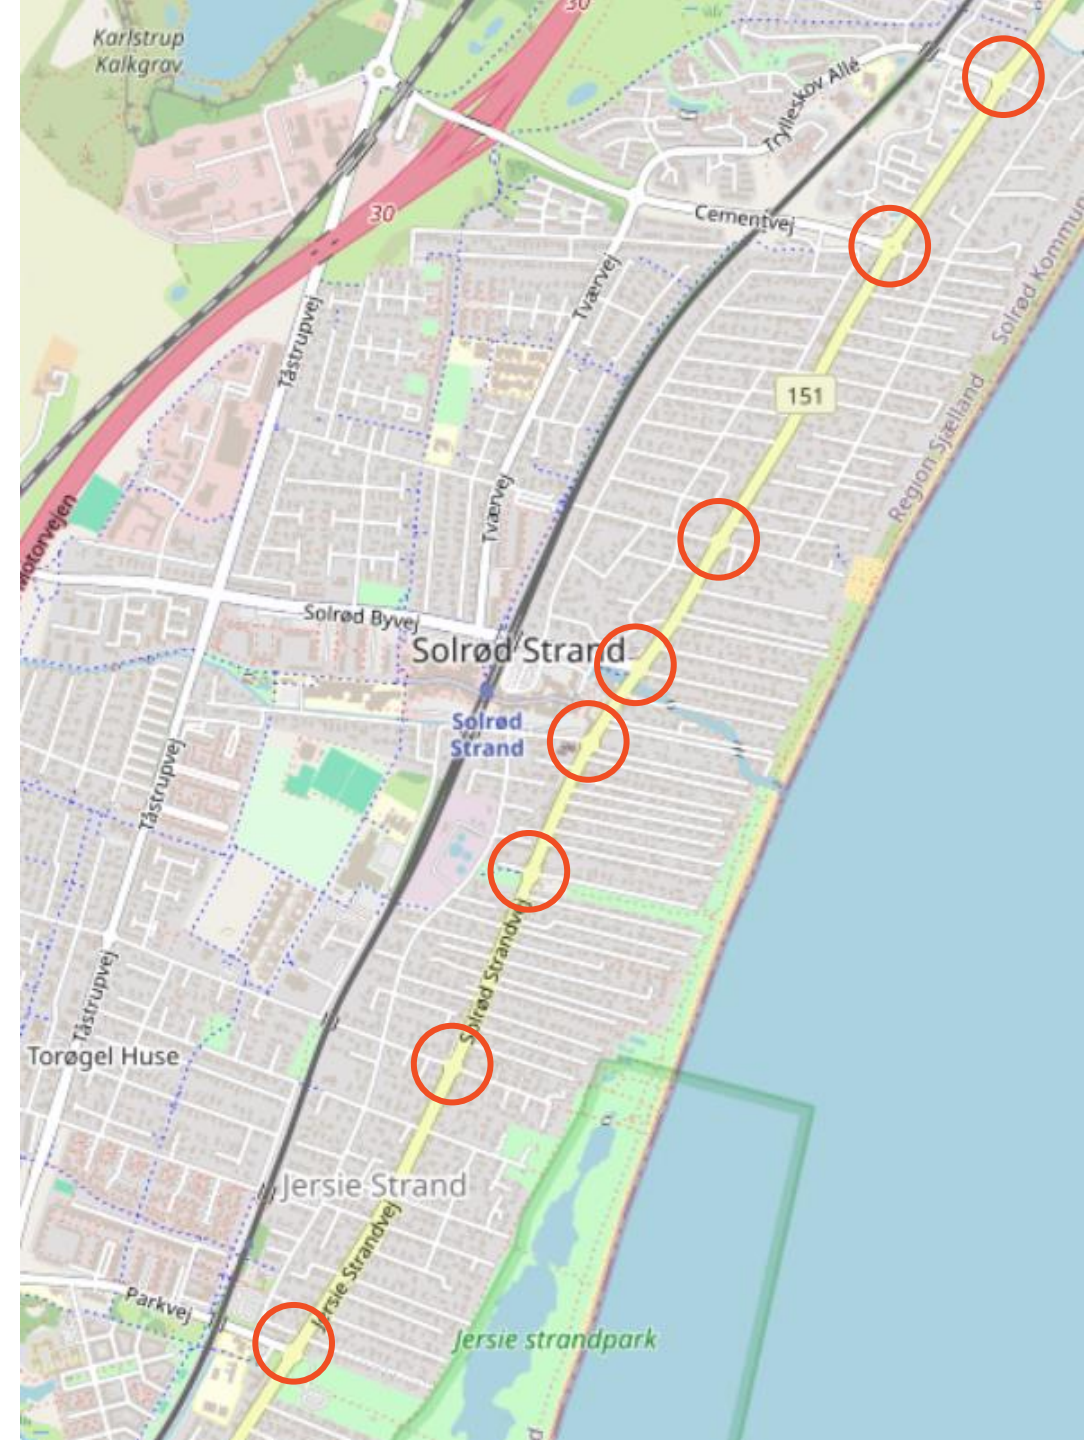 30
Karlstrup
Kalkgrav
Trylleskov Allé
30
Cementvej
Solrød Kommun
Tværvej
Tåstrupvej
151
Region Sjælland
Tværvej
Motorvejen
Solrød Byvej
Solrød Strand
Solrød
Strand
Tåstrupvej
Solrød Strandvej
Tåstrupvej
Torøgel Huse
Jersie Strand
Jersie Strandvej
Parkvej
Jersie strandpark